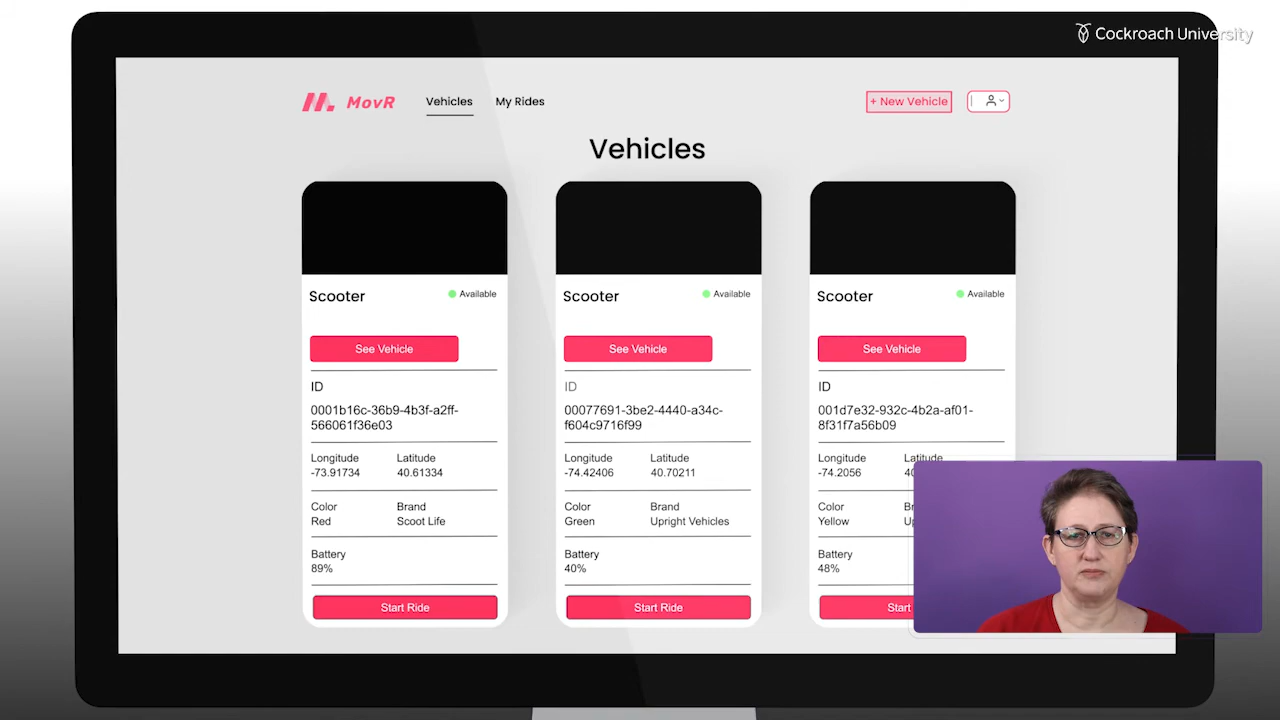 Cockroach University
MovR
Vehicles
My Rides
+ New Vehicle
Vehicles
Scooter
Available
See Vehicle
ID
0001b16c-36b9-4b3f-a2ff-
566061f36e03
Longitude
Latitude
-73.91734
40.61334
Color
Brand
Red
Scoot Life
Battery
89%
Start Ride
Scooter
Available
See Vehicle
ID
00077691-3be2-4440-a34c-
f604c9716f99
Longitude
Latitude
-74.42406
40.70211
Color
Brand
Green
Upright Vehicles
Battery
40%
Start Ride
Scooter
Available
See Vehicle
ID
001d7e32-932c-4b2a-af01-
8f31f7a56b09
Longitude
Latitude
-74.2056
Color
Yellow
Battery
48%
Start